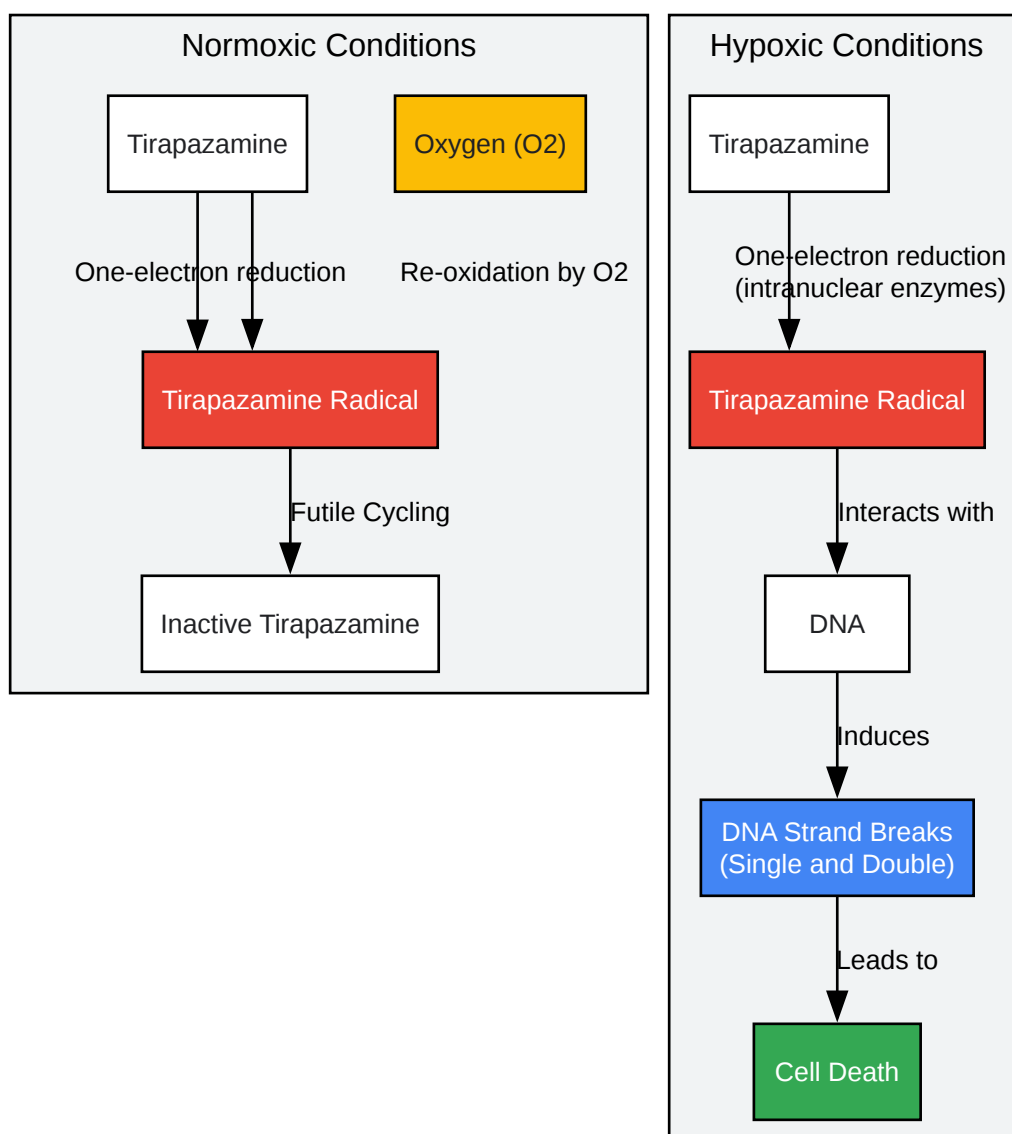 Normoxic Conditions
Tirapazamine
Oxygen (O2)
One-electron reduction
Re-oxidation by O2
Tirapazamine Radical
Futile Cycling
Inactive Tirapazamine
Hypoxic Conditions
Tirapazamine
One-electron reduction
(intranuclear enzymes)
Tirapazamine Radical
Interacts with
DNA
Induces
DNA Strand Breaks
(Single and Double)
Leads to
Cell Death